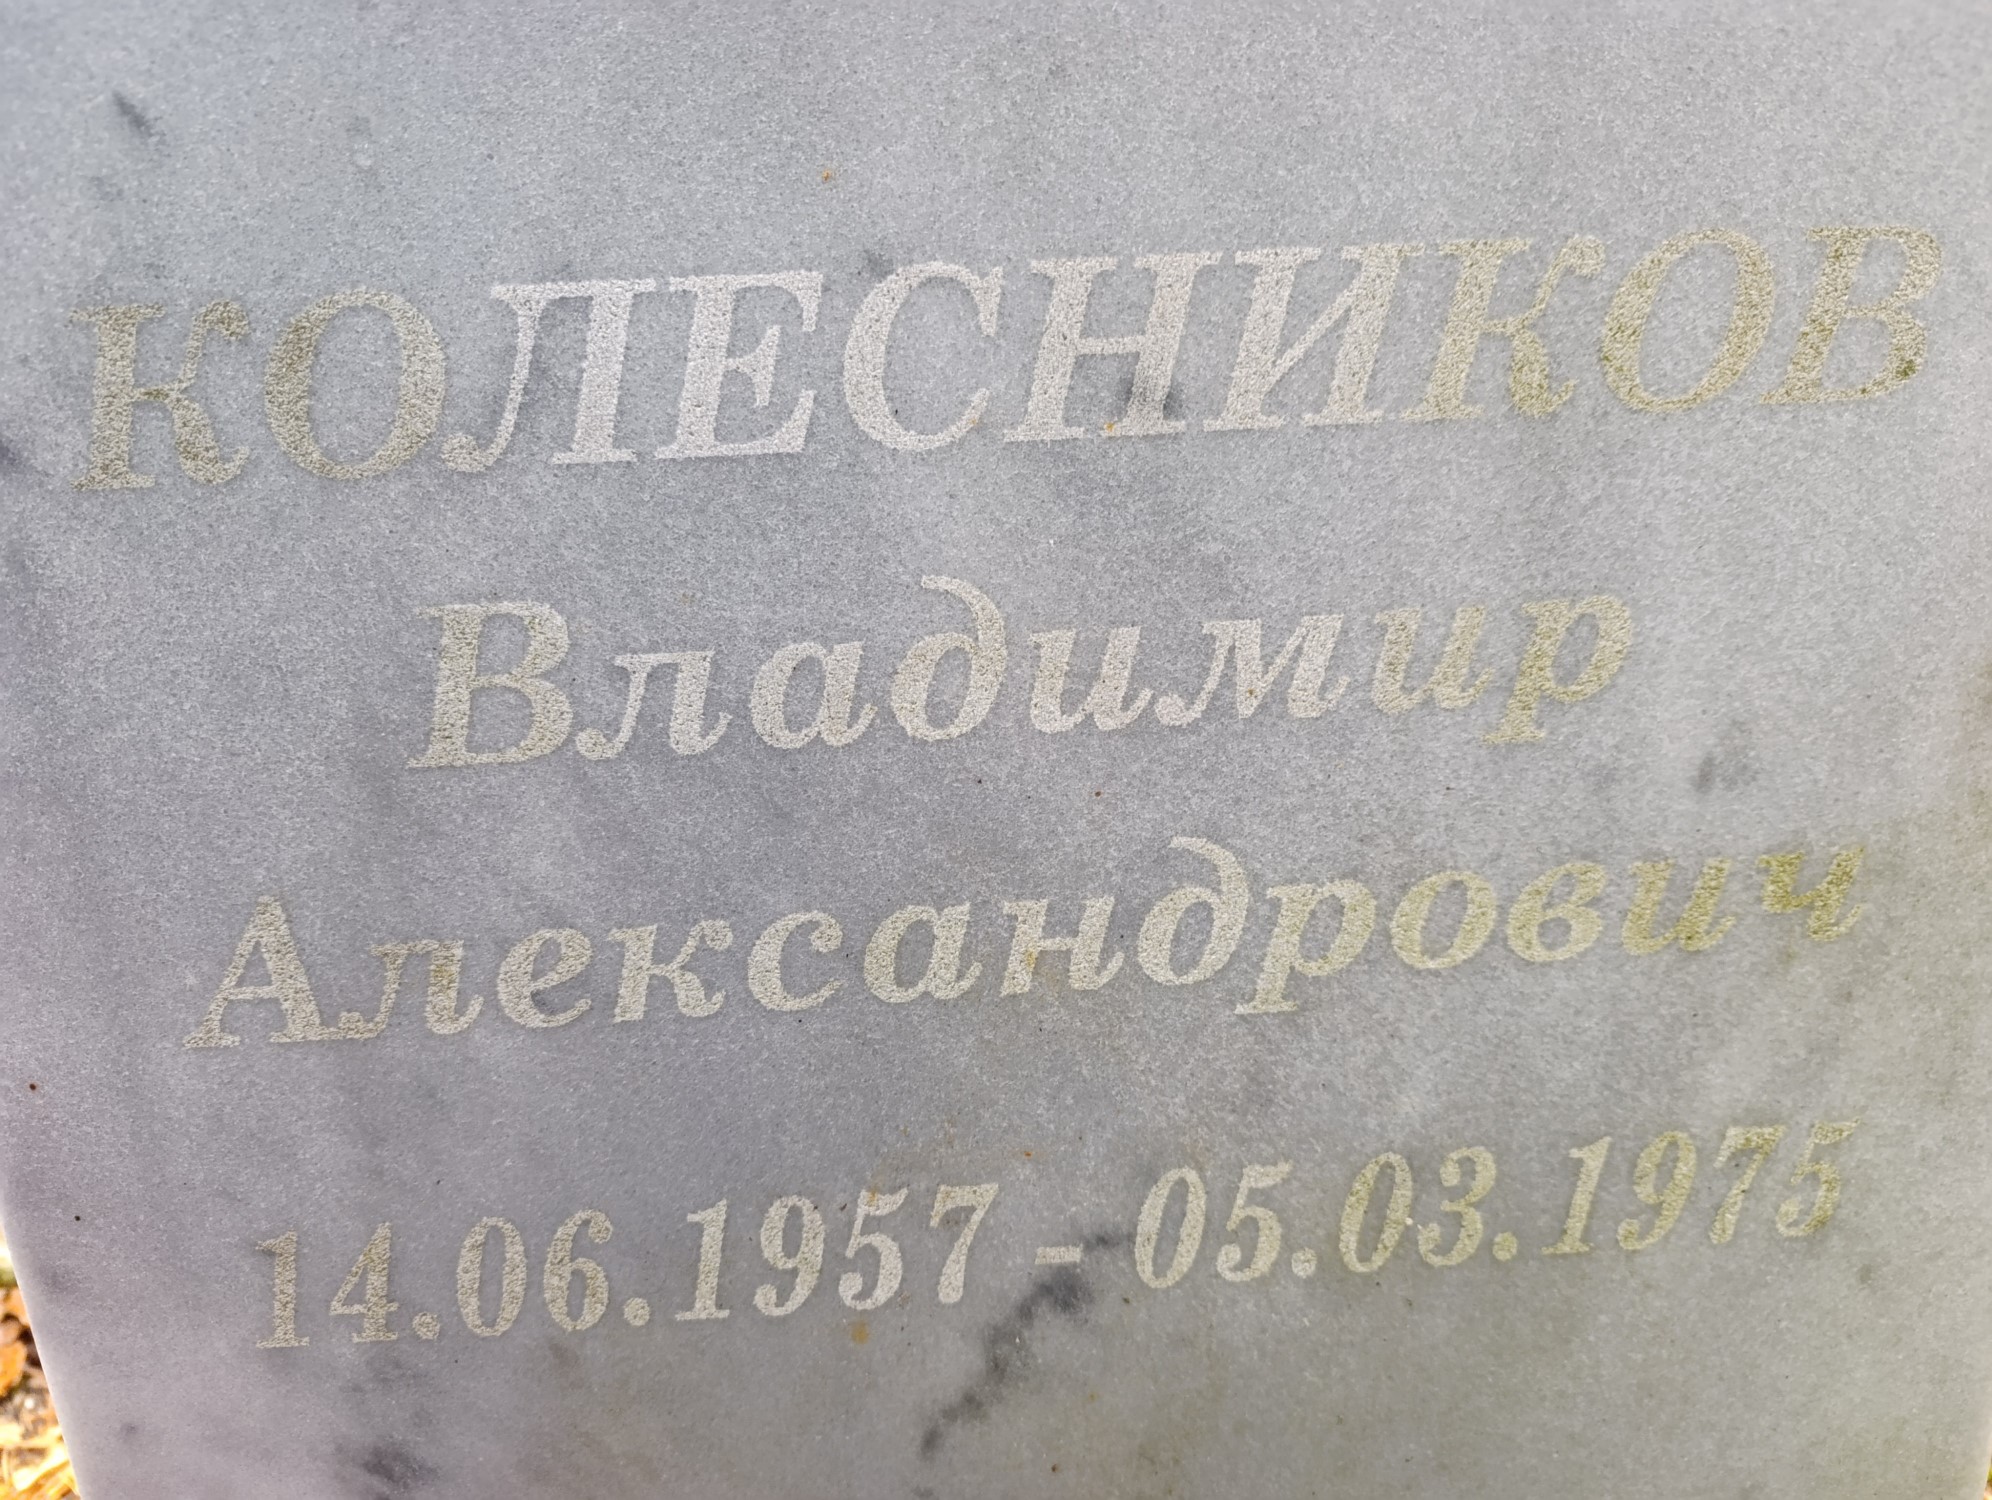 КОЛЕСНИКОВ
Владимир
Александрович
14.06.1957 - 05.03.1975